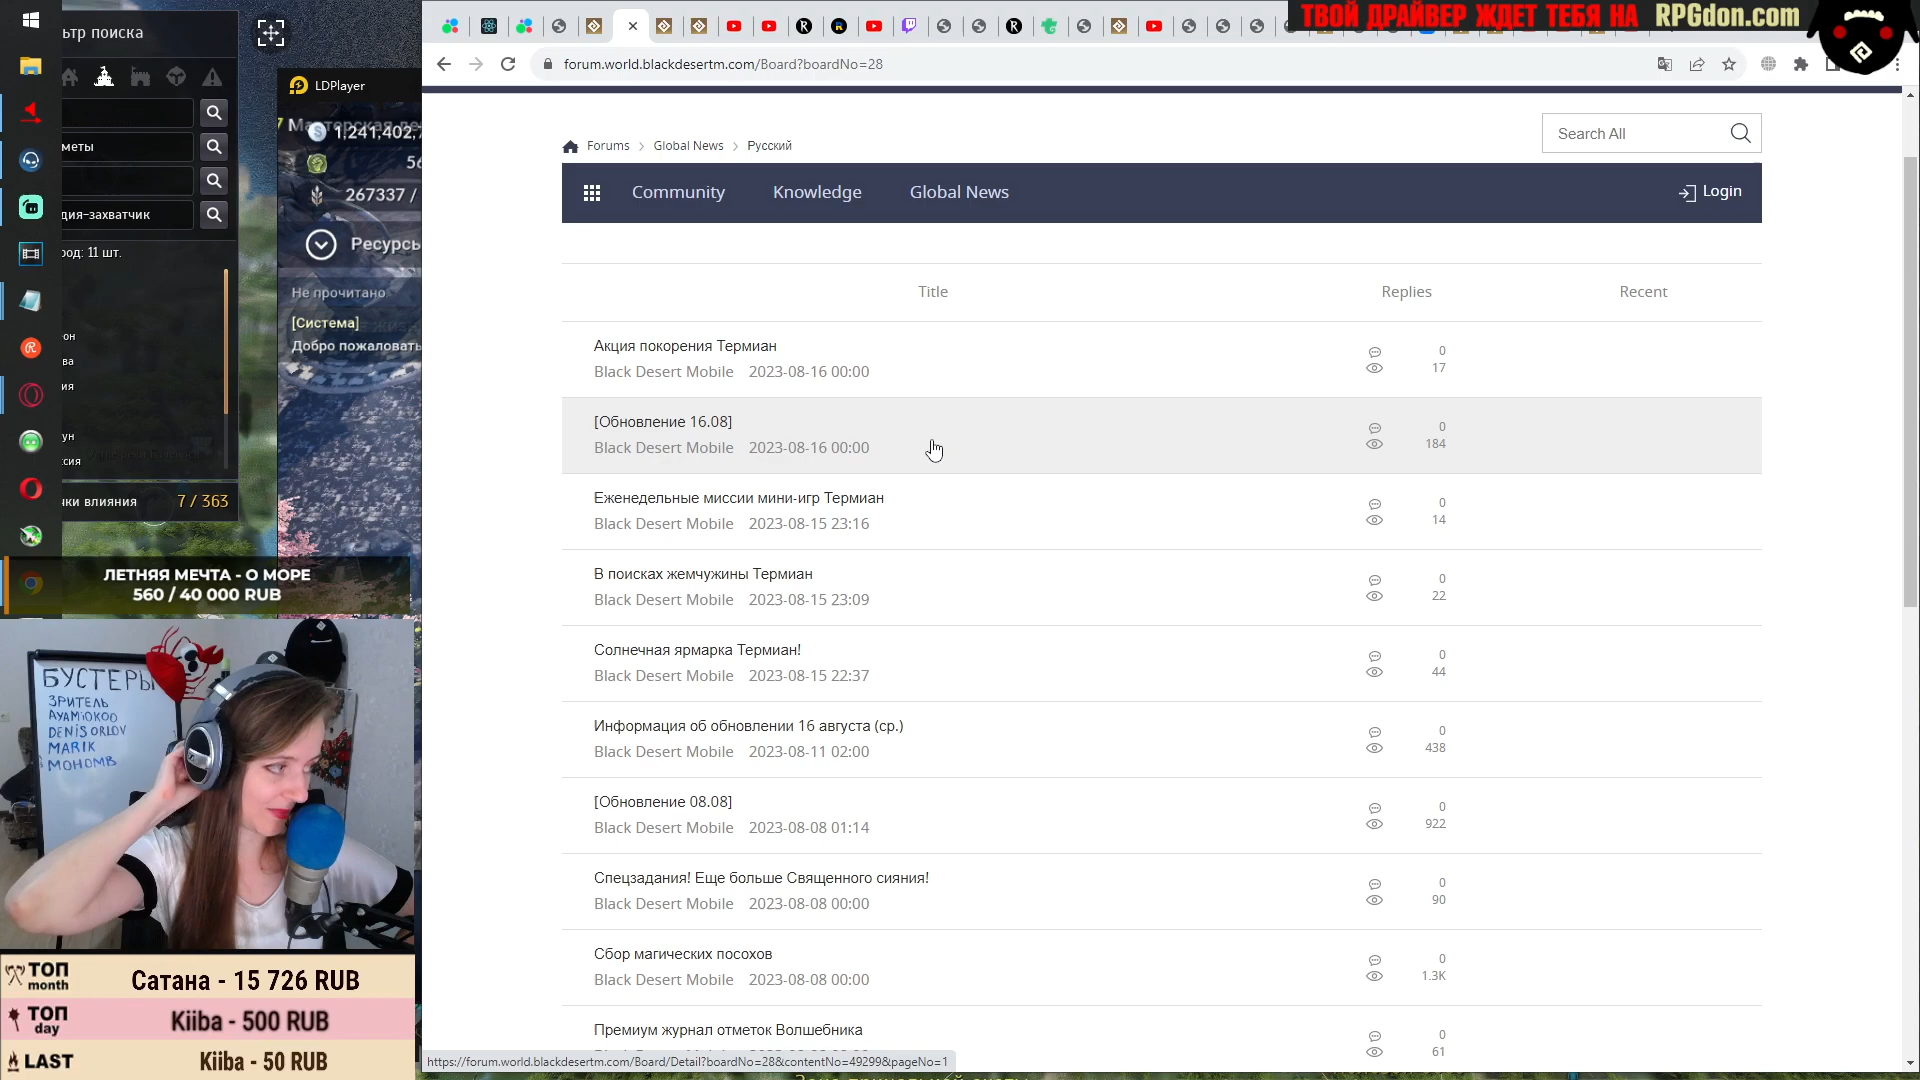 ьтр поиска
меты
дия-захватчик
род: 11 шт.
он
ва
ия
ун
ссия
чки влияния 7 / 363
LDPlayer
1,241,402,7
56
267337 /
Ресурсы
Не прочитано
[Система]
Добро пожаловать
ТВОЙ ДРАЙВЕР ЖДЕТ ТЕБЯ НА RPGdon.com
forum.world.blackdesertm.com/Board?boardNo=28
Forums > Global News > Русский
Search All
Community Knowledge Global News Login
Title Replies Recent
Акция покорения Термиан 0
Black Desert Mobile 2023-08-16 00:00 17
[Обновление 16.08] 0
Black Desert Mobile 2023-08-16 00:00 184
Еженедельные миссии мини-игр Термиан 0
Black Desert Mobile 2023-08-15 23:16 14
В поисках жемчужины Термиан 0
Black Desert Mobile 2023-08-15 23:09 22
Солнечная ярмарка Термиан! 0
Black Desert Mobile 2023-08-15 22:37 44
Информация об обновлении 16 августа (ср.) 0
Black Desert Mobile 2023-08-11 02:00 438
[Обновление 08.08] 0
Black Desert Mobile 2023-08-08 01:14 922
Спецзадания! Еще больше Священного сияния! 0
Black Desert Mobile 2023-08-08 00:00 90
Сбор магических посохов 0
Black Desert Mobile 2023-08-08 00:00 1.3K
Премиум журнал отметок Волшебника 0
61
https://forum.world.blackdesertm.com/Board/Detail?boardNo=28&contentNo=49299&pageNo=1
ЛЕТНЯЯ МЕЧТА - О МОРЕ
560 / 40 000 RUB
БУСТЕРЫ
ЗРИТЕЛЬ
AYAMIOKOO
DENIS ORLOV
MARIK
МОНОМВ
ТОП month Сатана - 15 726 RUB
ТОП day Kiiba - 500 RUB
LAST Kiiba - 50 RUB